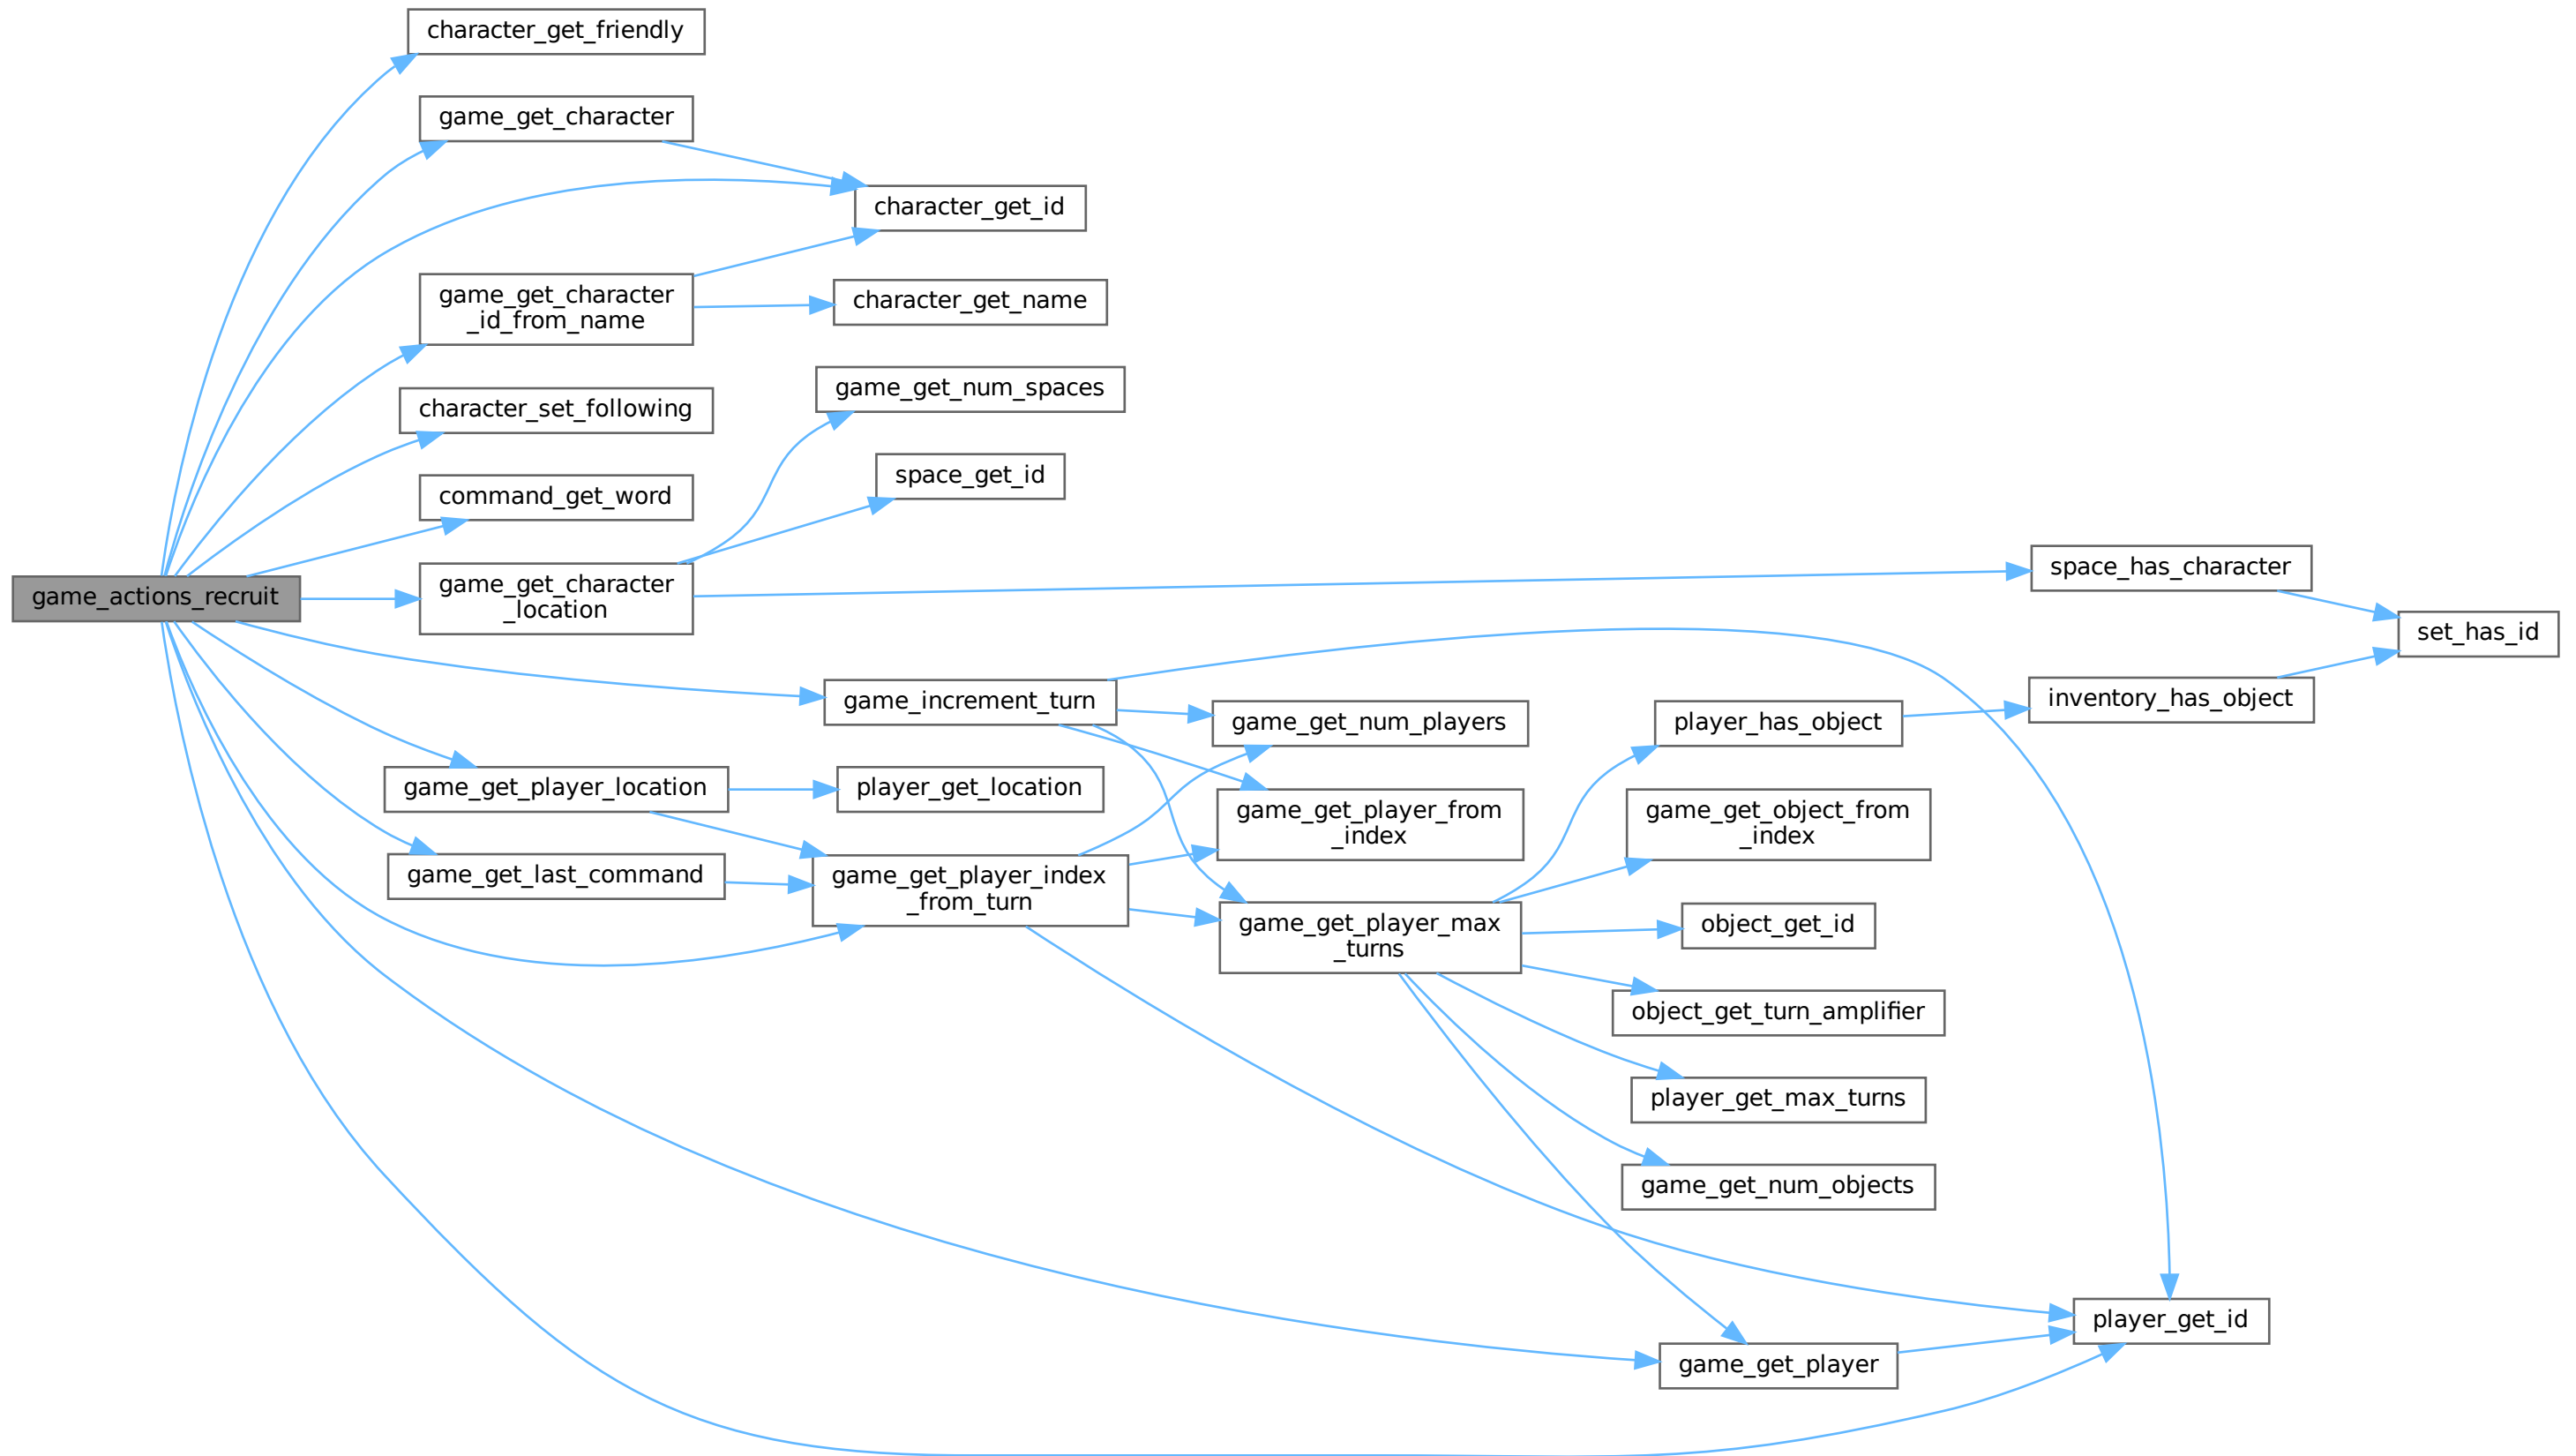 character_get_friendly
game_get_character
character_get_id
game_get_character
_id_from_name
character_get_name
game_get_num_spaces
character_set_following
space_get_id
command_get_word
game_actions_recruit
game_get_character
_location
space_has_character
set_has_id
game_increment_turn
inventory_has_object
game_get_num_players
player_has_object
game_get_player_location
player_get_location
game_get_player_from
_index
game_get_object_from
_index
game_get_last_command
game_get_player_index
_from_turn
game_get_player_max
_turns
object_get_id
object_get_turn_amplifier
player_get_max_turns
game_get_num_objects
player_get_id
game_get_player